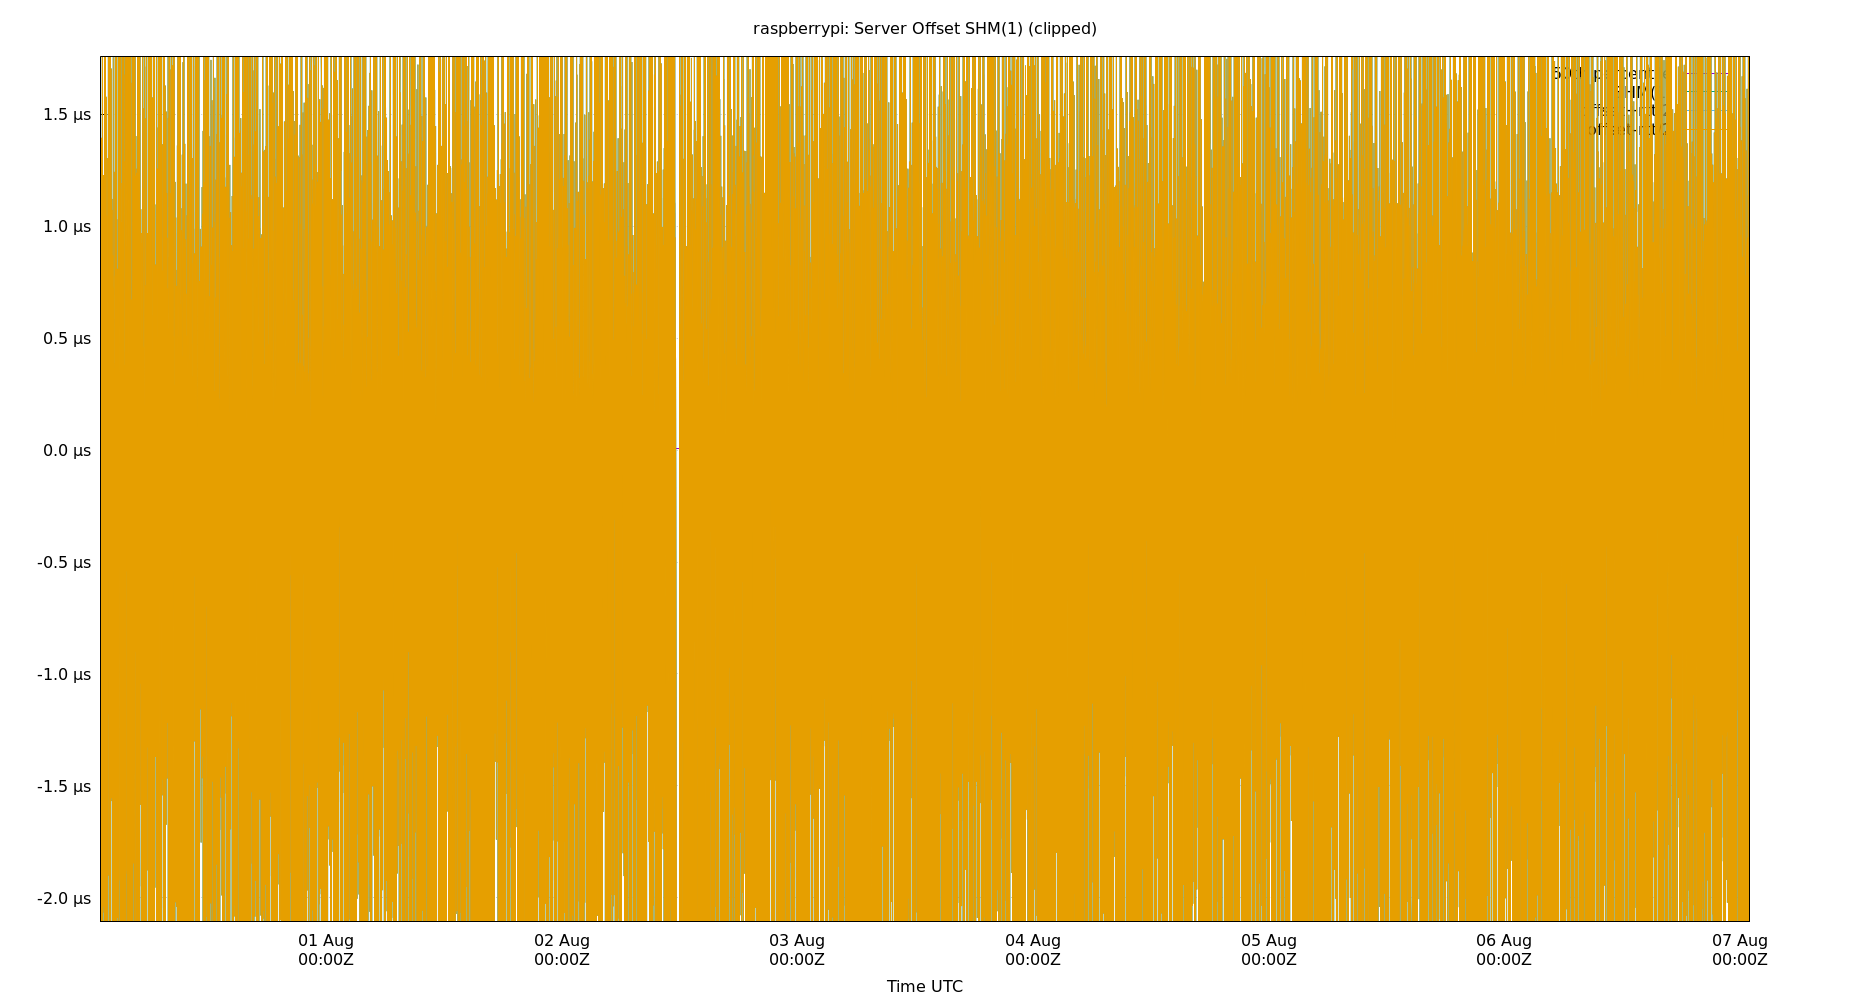 raspberrypi: Server Offset SHM(1) (clipped)
1.5 µs
1.0 µs
0.5 µs
0.0 µs
-0.5 µs
-1.0 µs
-1.5 µs
-2.0 µs
01 Aug
00:00Z
02 Aug
00:00Z
03 Aug
00:00Z
04 Aug
00:00Z
05 Aug
00:00Z
06 Aug
00:00Z
07 Aug
00:00Z
Time UTC